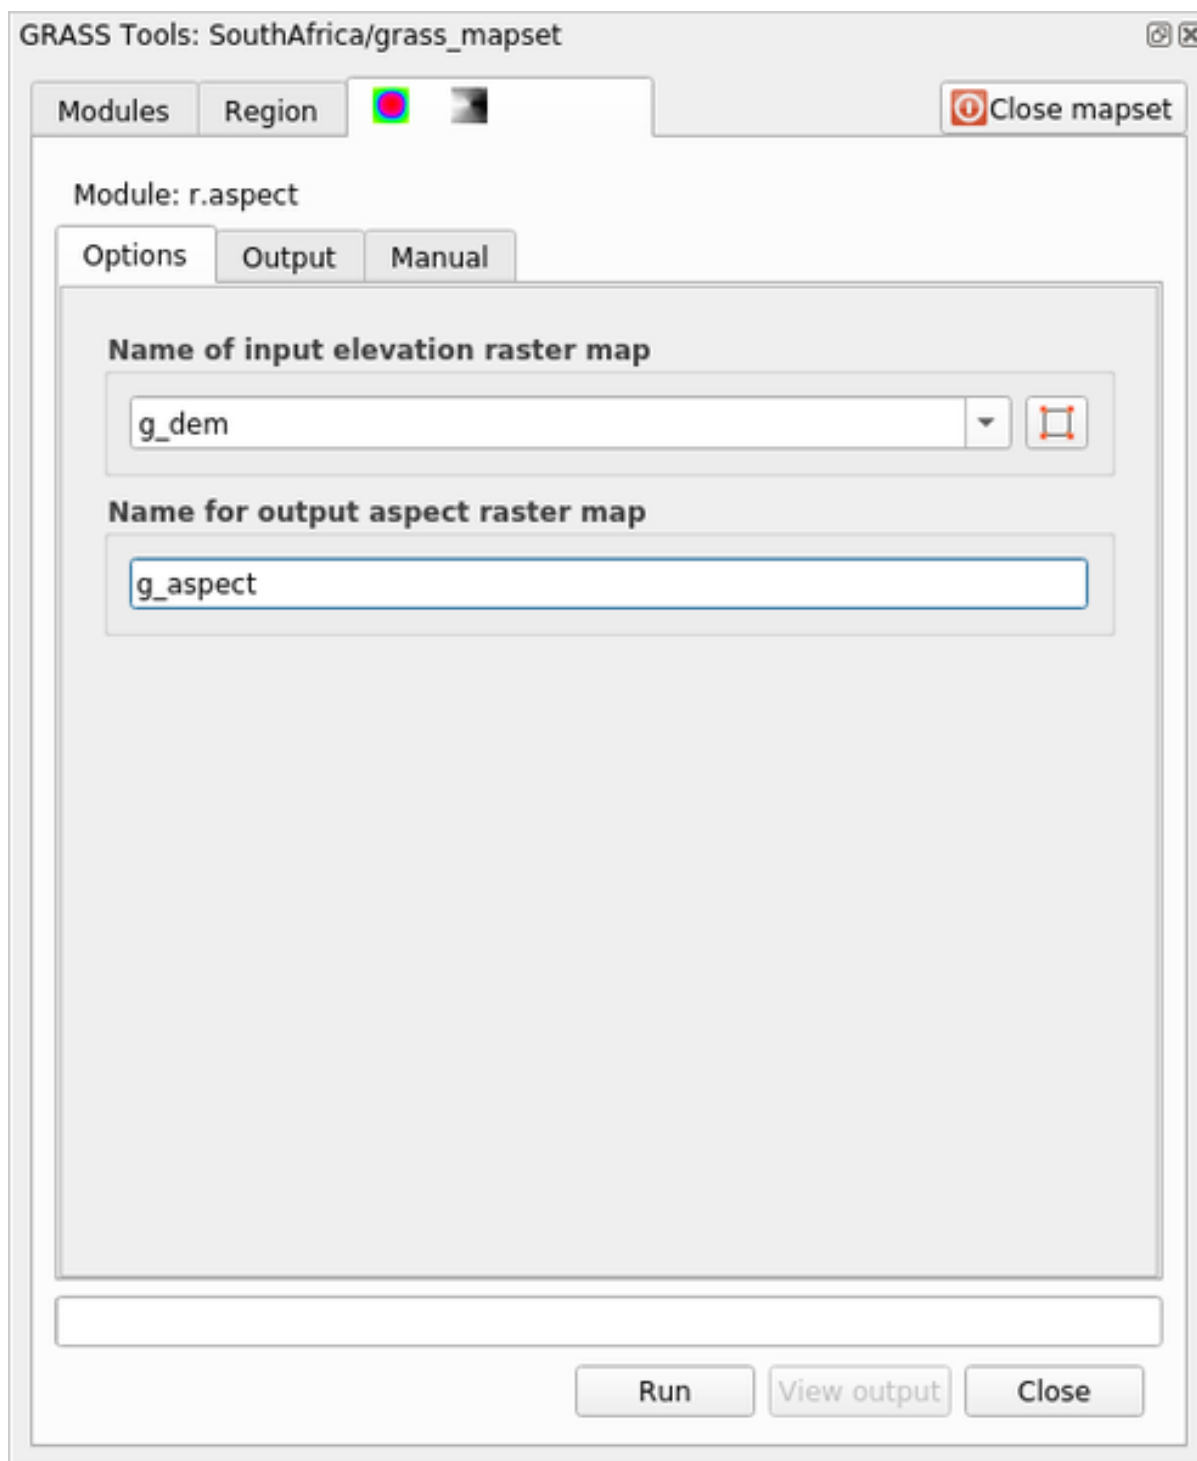 GRASS Tools: SouthAfrica/grass_mapset
Modules Region Close mapset
Module: r.aspect
Options Output Manual
Name of input elevation raster map
g_dem
Name for output aspect raster map
g_aspect
Run View output Close